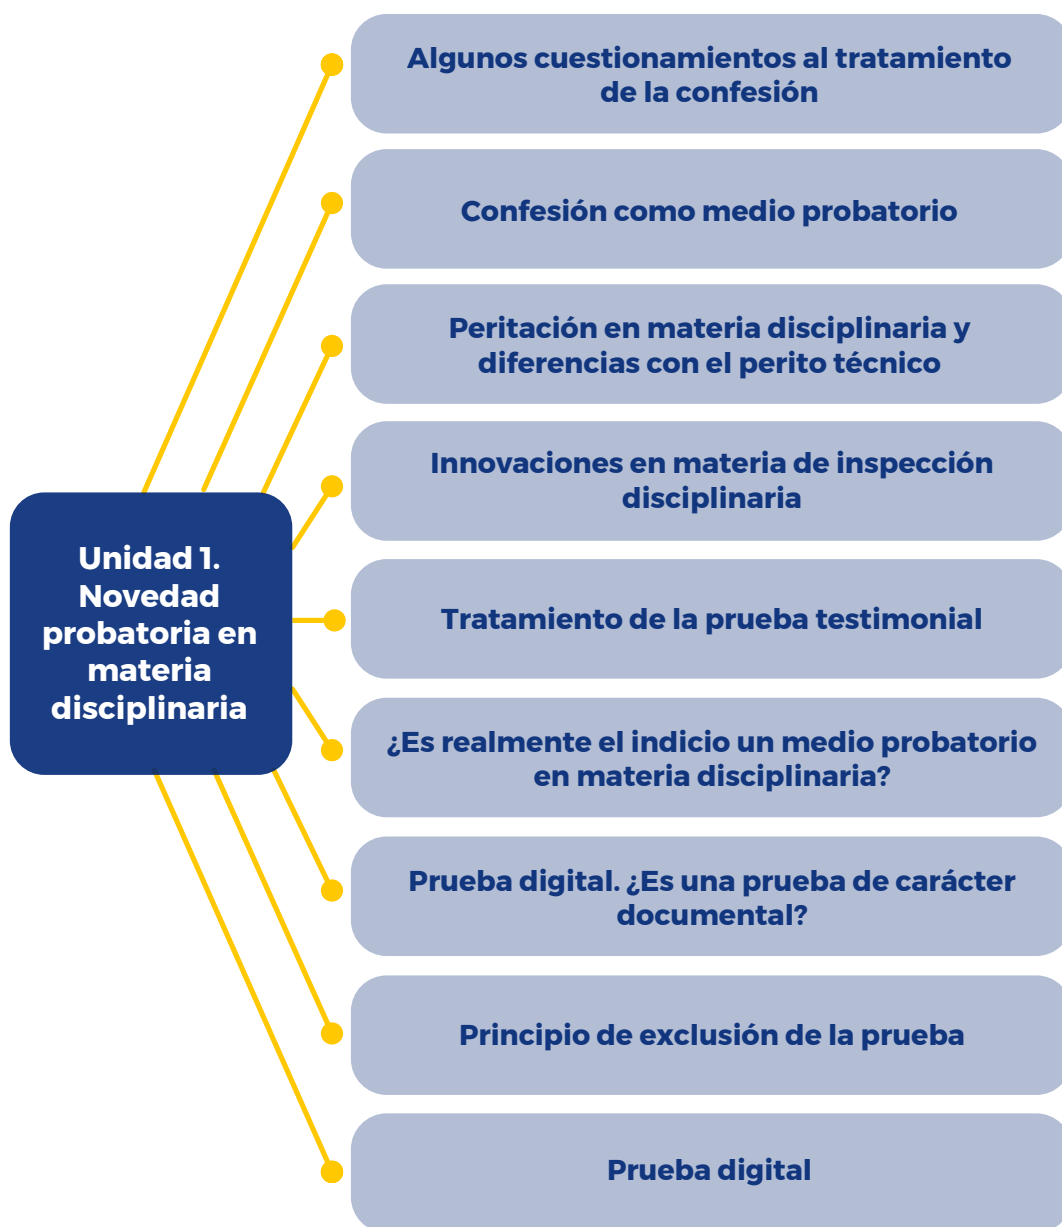 Algunos cuestionamientos al tratamiento
de la confesión
Confesión como medio probatorio
Peritación en materia disciplinaria y
diferencias con el perito técnico
Innovaciones en materia de inspección
disciplinaria
Unidad 1.
Novedad
probatoria en
materia
disciplinaria
Tratamiento de la prueba testimonial
¿Es realmente el indicio un medio probatorio
en materia disciplinaria?
Prueba digital. ¿Es una prueba de carácter
documental?
Principio de exclusión de la prueba
Prueba digital